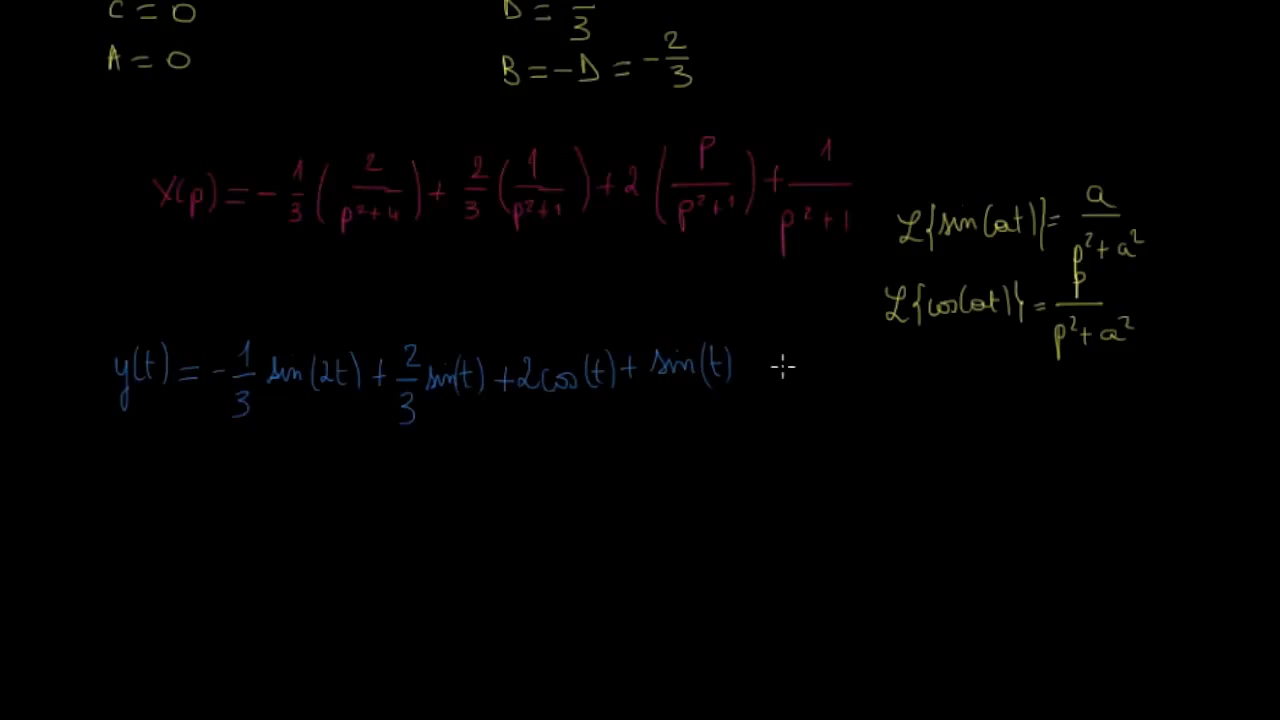 C = 0 D = –/3
A = 0 B = -D = -2/3
Y(p) = -1/3 (2/(p²+4)) + 2/3 (1/(p²+1)) + 2 (p/(p²+1)) + 1/(p²+1)
L{sin(at)} = a/(p²+a²)
L{cos(at)} = p/(p²+a²)
y(t) = -1/3 sin(2t) + 2/3 sin(t) + 2cos(t) + sin(t)